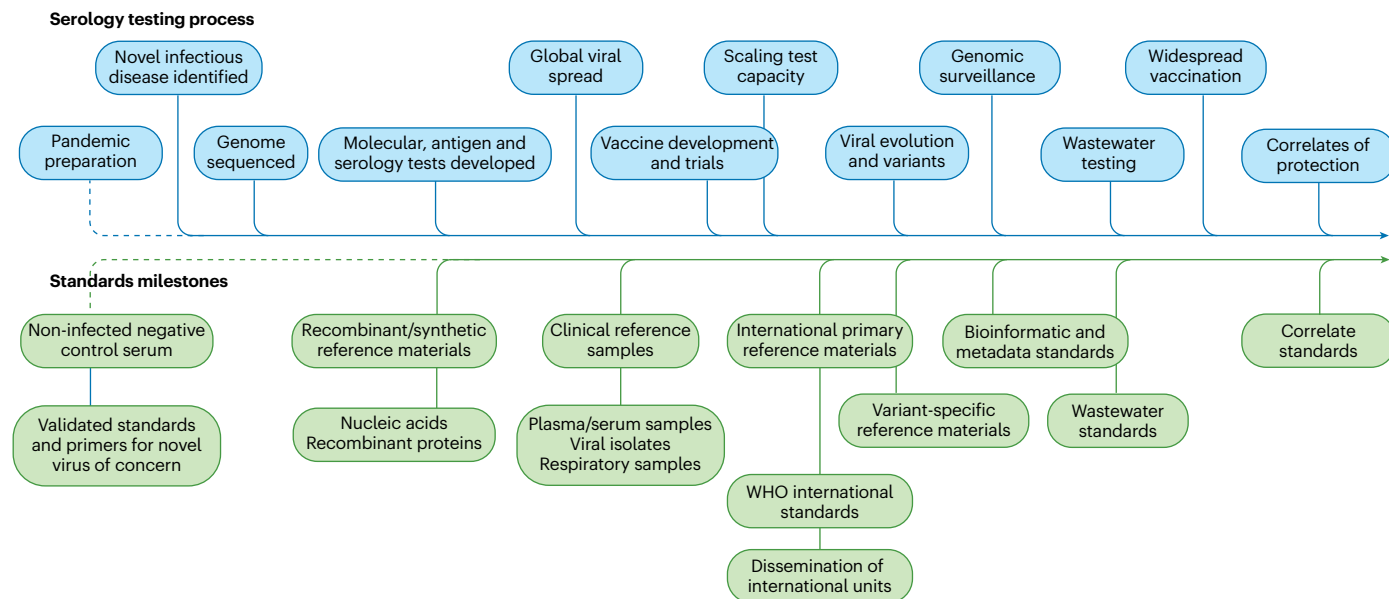 Serology testing process
Novel infectious
disease identified
Global viral
spread
Scaling test
capacity
Genomic
surveillance
Widespread
vaccination
Pandemic
preparation
Genome
sequenced
Molecular, antigen and
serology tests developed
Vaccine development
and trials
Viral evolution
and variants
Wastewater
testing
Correlates of
protection
Standards milestones
Non-infected negative
control serum
Recombinant/synthetic
reference materials
Clinical reference
samples
International primary
reference materials
Bioinformatic and
metadata standards
Correlate
standards
Validated standards
and primers for novel
virus of concern
Nucleic acids
Recombinant proteins
Plasma/serum samples
Viral isolates
Respiratory samples
Variant-specific
reference materials
Wastewater
standards
WHO international
standards
Dissemination of
international units